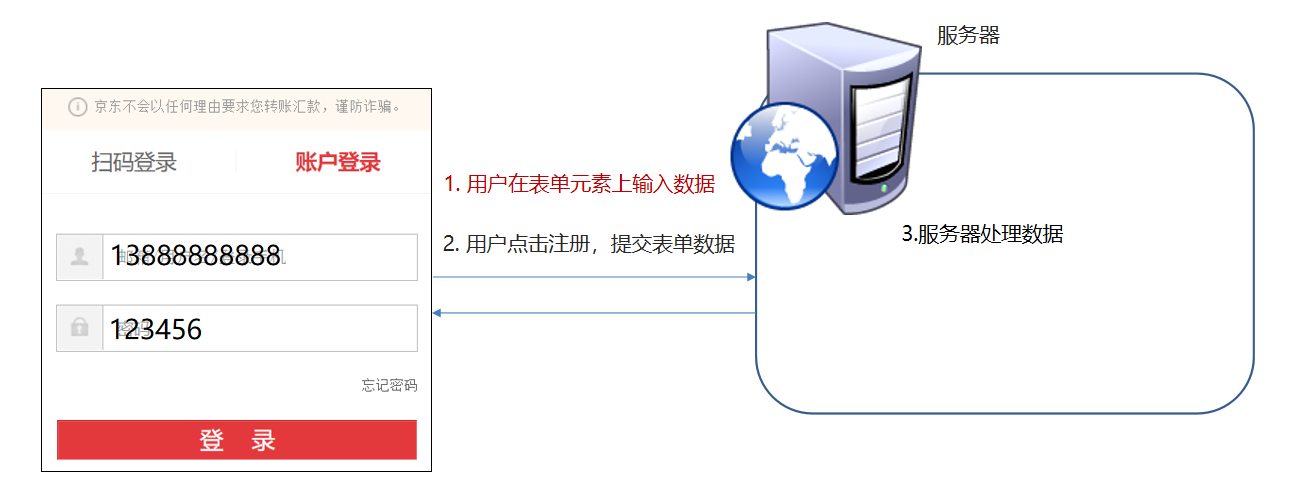 服务器
京东不会以任何理由要求您转账汇款，谨防诈骗。
扫码登录
账户登录
1. 用户在表单元素上输入数据
2. 用户点击注册，提交表单数据
3.服务器处理数据
13888888888
123456
忘记密码
登 录